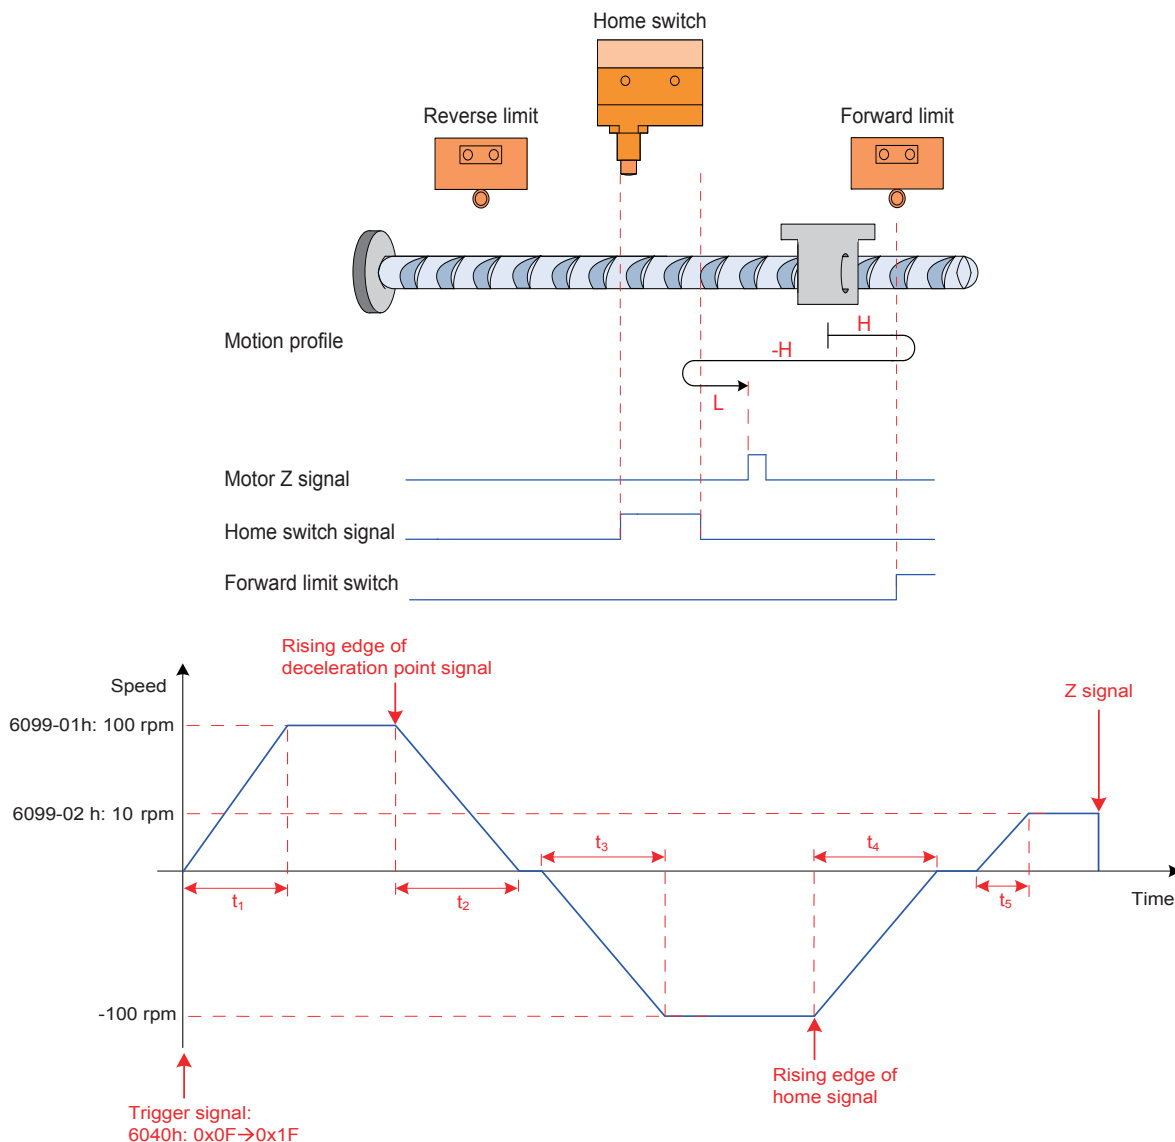 Home switch
Reverse limit
Forward limit
Motion profile
H
-H
L
Motor Z signal
Home switch signal
Forward limit switch
Rising edge of
deceleration point signal
Speed
Z signal
6099-01h: 100 rpm
6099-02 h: 10 rpm
t3
t4
t1
t2
t5
Time
-100 rpm
Rising edge of
home signal
Trigger signal:
6040h: 0x0F→0x1F